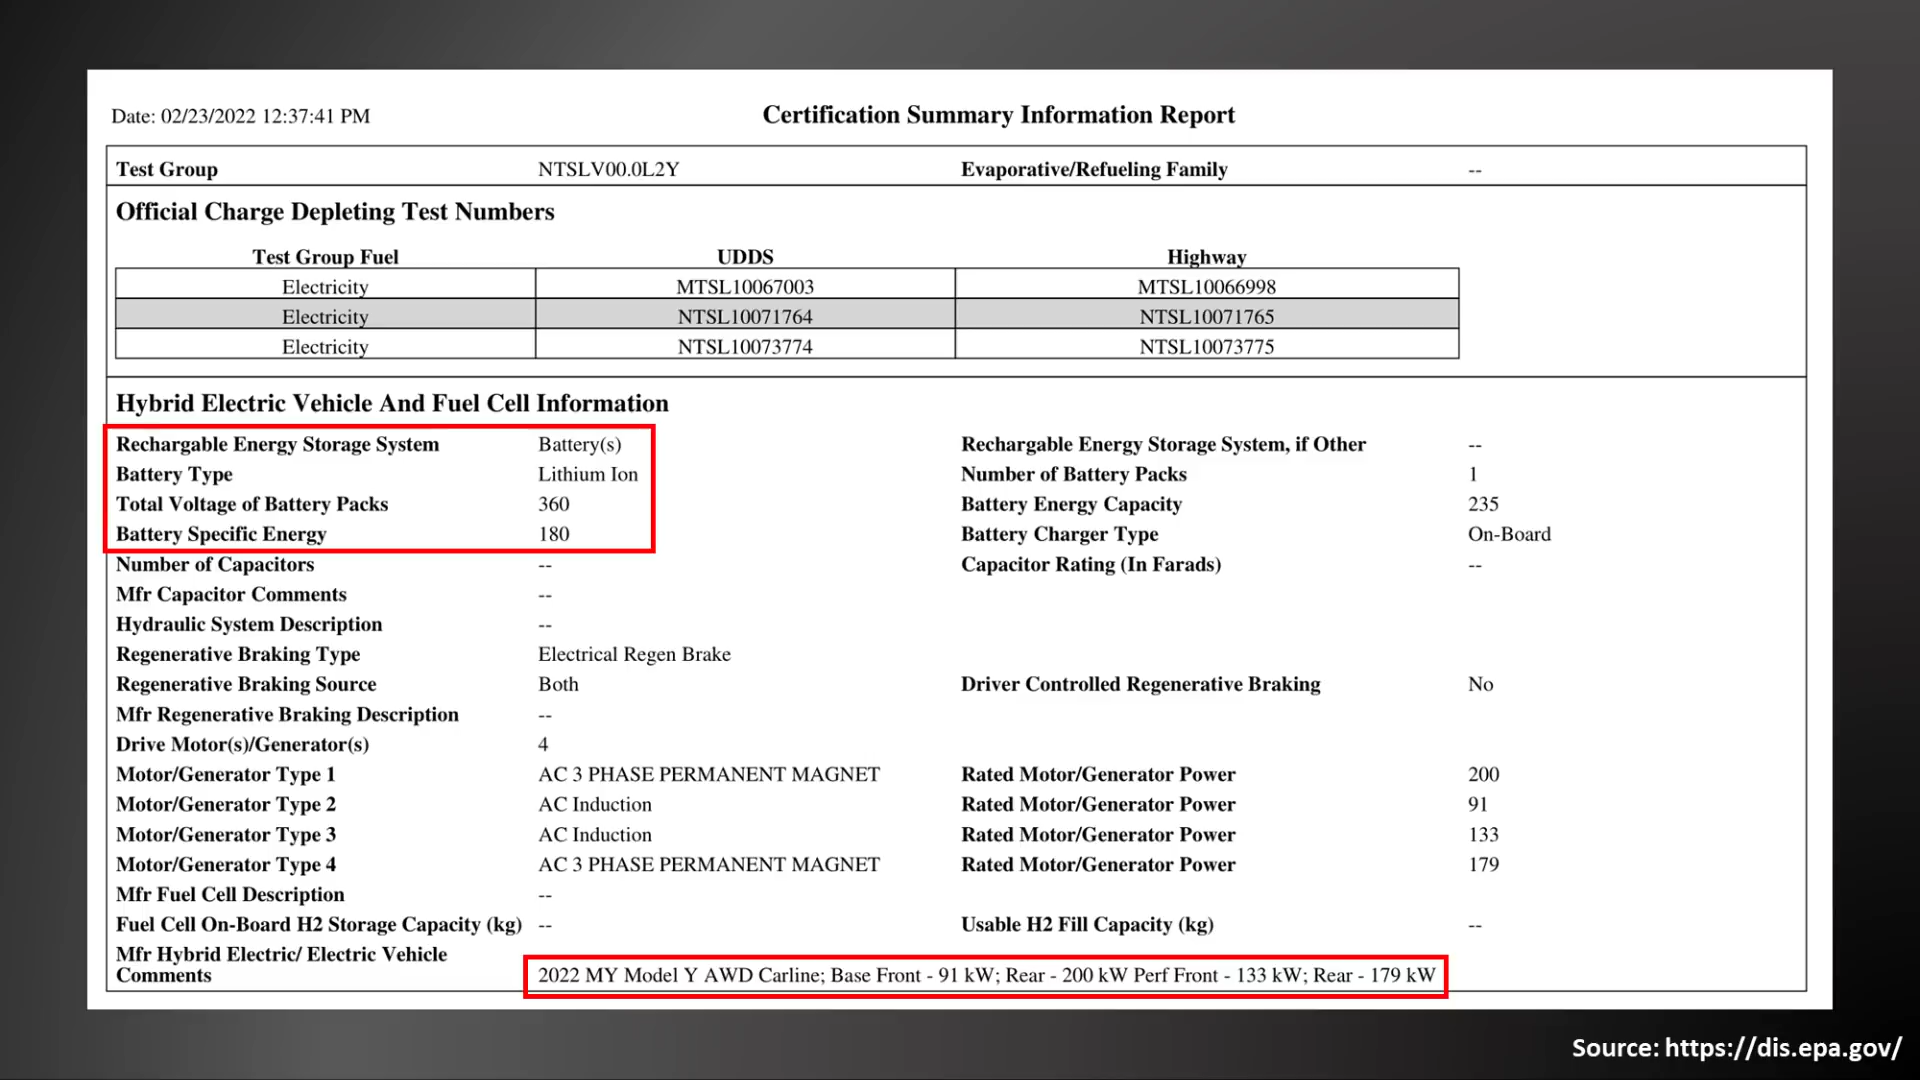 Date: 02/23/2022 12:37:41 PM
Certification Summary Information Report
Test Group NTSLV00.0L2Y Evaporative/Refueling Family --
Official Charge Depleting Test Numbers
Test Group Fuel UDDS Highway
Electricity MTSL10067003 MTSL10066998
Electricity NTSL10071764 NTSL10071765
Electricity NTSL10073774 NTSL10073775
Hybrid Electric Vehicle And Fuel Cell Information
Rechargable Energy Storage System Battery(s) Rechargable Energy Storage System, if Other --
Battery Type Lithium Ion Number of Battery Packs 1
Total Voltage of Battery Packs 360 Battery Energy Capacity 235
Battery Specific Energy 180 Battery Charger Type On-Board
Number of Capacitors -- Capacitor Rating (In Farads) --
Mfr Capacitor Comments --
Hydraulic System Description --
Regenerative Braking Type Electrical Regen Brake
Regenerative Braking Source Both Driver Controlled Regenerative Braking No
Mfr Regenerative Braking Description --
Drive Motor(s)/Generator(s) 4
Motor/Generator Type 1 AC 3 PHASE PERMANENT MAGNET Rated Motor/Generator Power 200
Motor/Generator Type 2 AC Induction Rated Motor/Generator Power 91
Motor/Generator Type 3 AC Induction Rated Motor/Generator Power 133
Motor/Generator Type 4 AC 3 PHASE PERMANENT MAGNET Rated Motor/Generator Power 179
Mfr Fuel Cell Description --
Fuel Cell On-Board H2 Storage Capacity (kg) -- Usable H2 Fill Capacity (kg) --
Mfr Hybrid Electric/ Electric Vehicle
Comments 2022 MY Model Y AWD Carline; Base Front - 91 kW; Rear - 200 kW Perf Front - 133 kW; Rear - 179 kW
Source: https://dis.epa.gov/